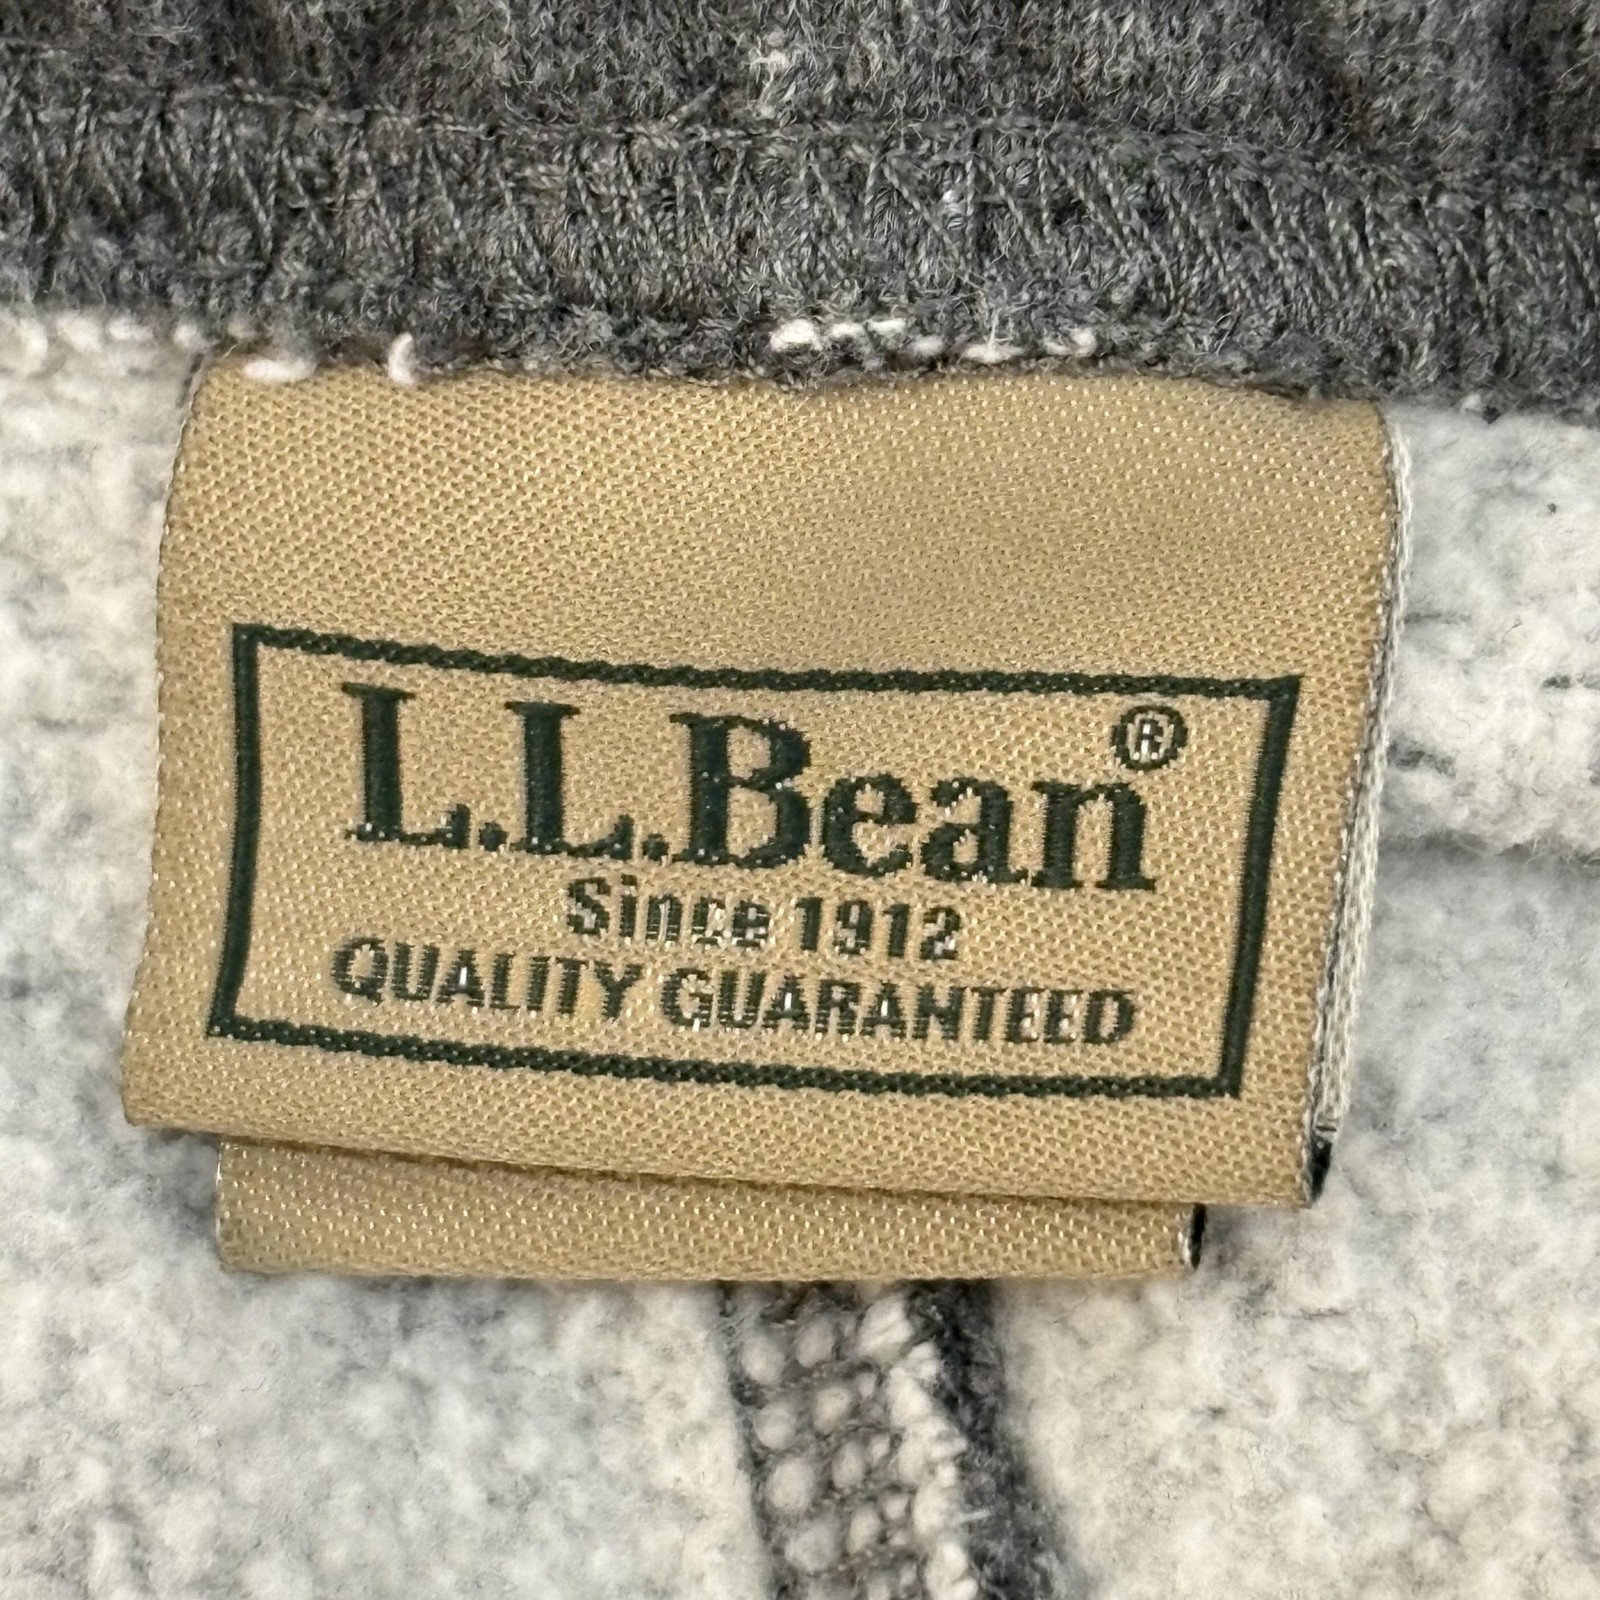 L.L.Bean®
Since 1912
QUALITY GUARANTEED